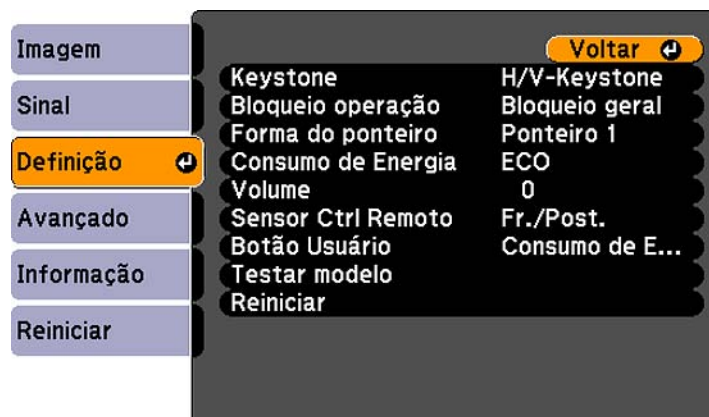 Imagem
Sinal
Definição
Avançado
Informação
Reiniciar
Voltar
Keystone H/V-Keystone
Bloqueio operação Bloqueio geral
Forma do ponteiro Ponteiro 1
Consumo de Energia ECO
Volume 0
Sensor Ctrl Remoto Fr./Post.
Botão Usuário Consumo de E...
Testar modelo
Reiniciar